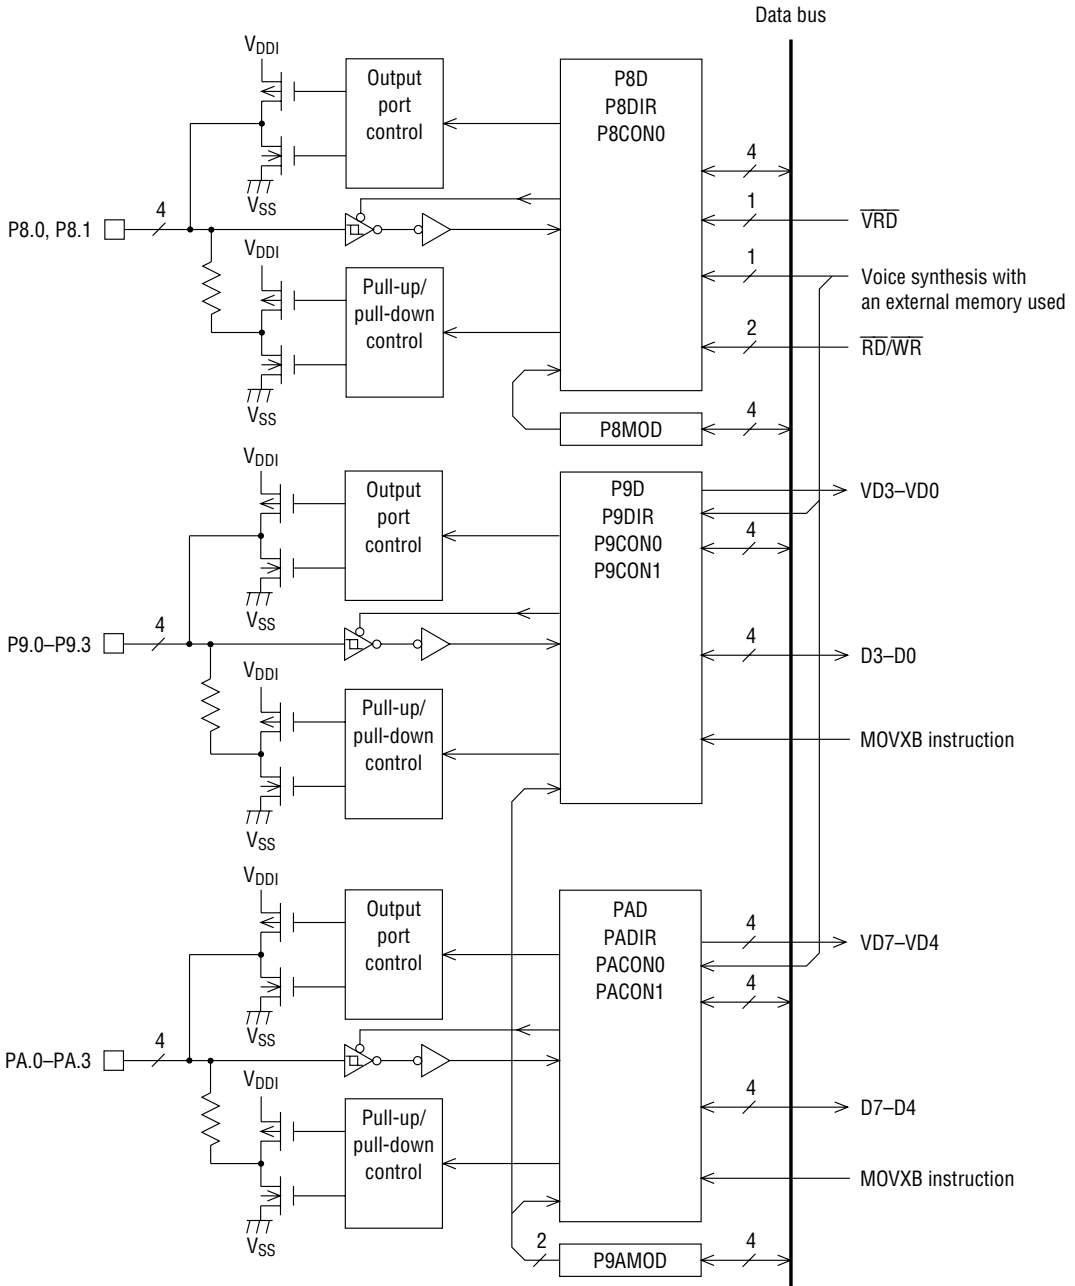 Data bus
VDDI
Output
port
control
P8D
P8DIR
P8CON0
4
VSS
1
VRD
P8.0, P8.1
4
VDDI
Pull-up/
pull-down
control
1
Voice synthesis with
an external memory used
2
RD/WR
VSS
P8MOD
4
VDDI
Output
port
control
P9D
P9DIR
P9CON0
P9CON1
VD3–VD0
4
VSS
P9.0–P9.3
4
4
D3–D0
VDDI
Pull-up/
pull-down
control
MOVXB instruction
VSS
VDDI
Output
port
control
PAD
PADIR
PACON0
PACON1
4
VD7–VD4
4
VSS
PA.0–PA.3
4
VDDI
Pull-up/
pull-down
control
4
D7–D4
MOVXB instruction
VSS
2
P9AMOD
4